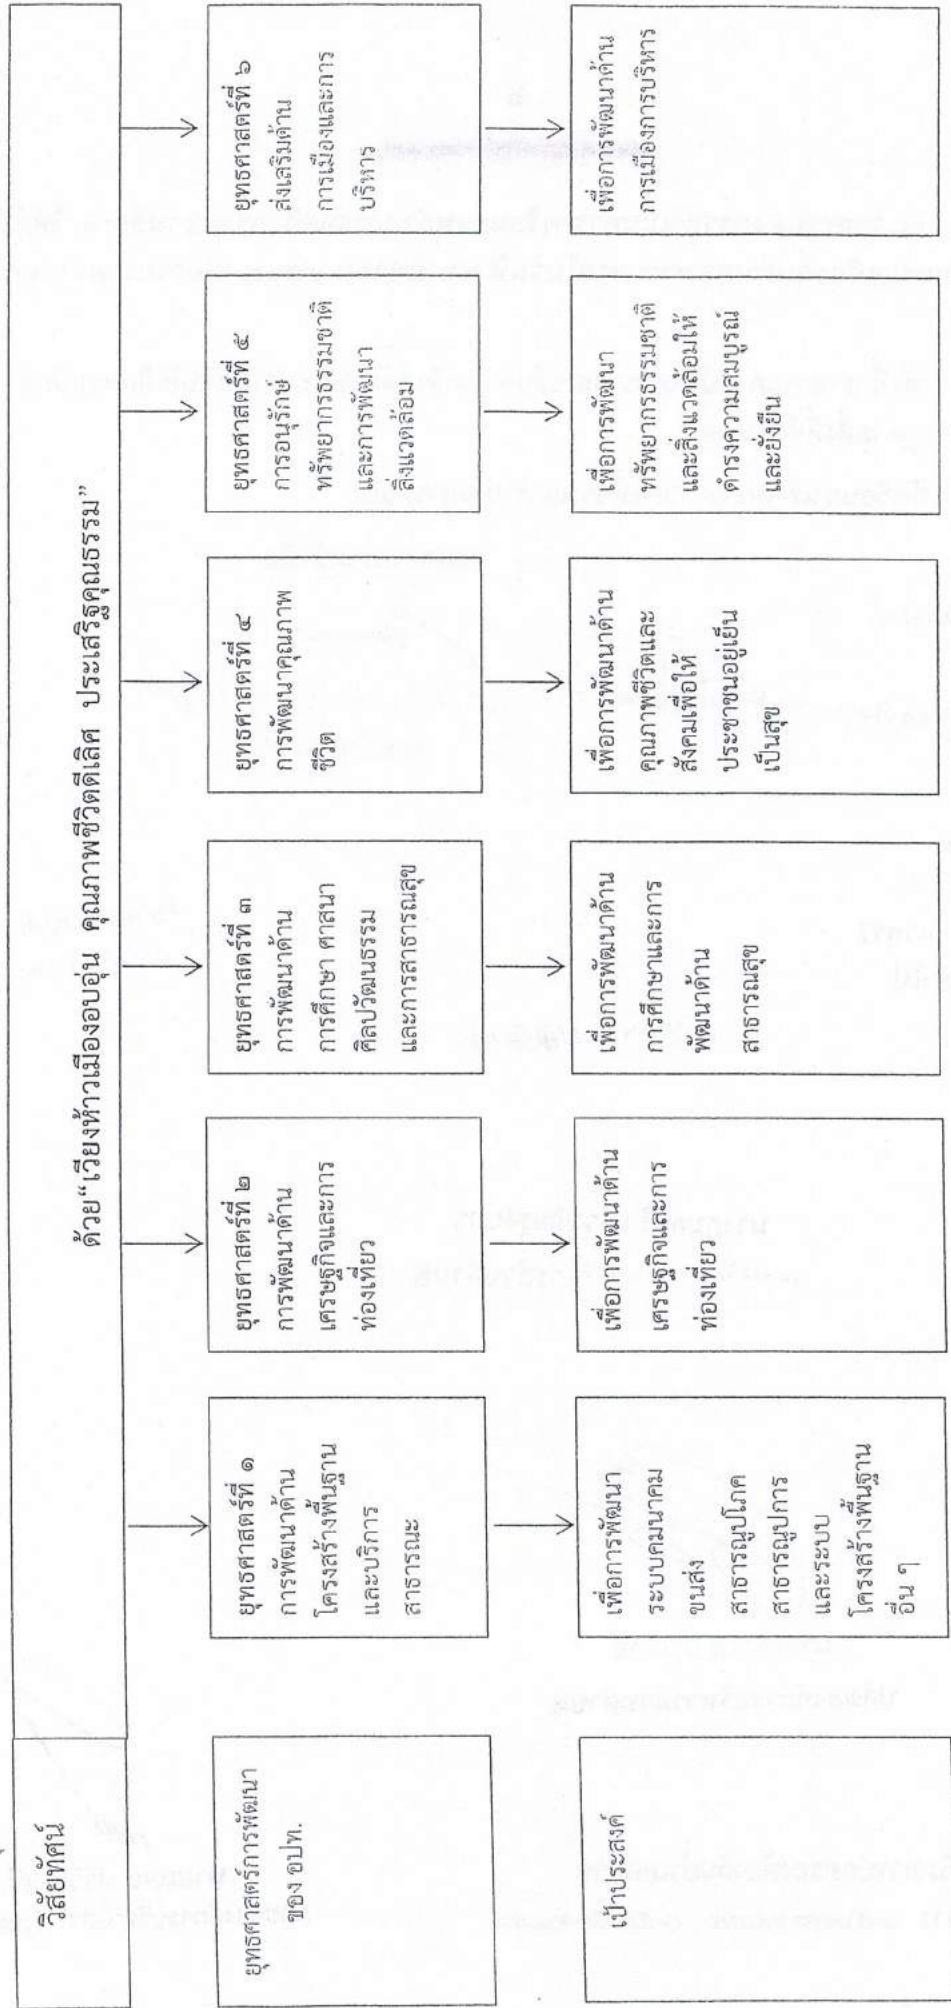 วิสัยทัศน์
ด้วย“เวียงห้าวเมืองอบอุ่น คุณภาพชีวิตดีเลิศ ประเสริฐคุณธรรม”
ยุทธศาสตร์การพัฒนา
ของ อปท.
ยุทธศาสตร์ที่ ๑
การพัฒนาด้าน
โครงสร้างพื้นฐาน
และบริการ
สาธารณะ
ยุทธศาสตร์ที่ ๒
การพัฒนาด้าน
เศรษฐกิจและการ
ท่องเที่ยว
ยุทธศาสตร์ที่ ๓
การพัฒนาด้าน
การศึกษา ศาสนา
ศิลปวัฒนธรรม
และการสาธารณสุข
ยุทธศาสตร์ที่ ๔
การพัฒนาคุณภาพ
ชีวิต
ยุทธศาสตร์ที่ ๕
การอนุรักษ์
ทรัพยากรธรรมชาติ
และการพัฒนา
สิ่งแวดล้อม
ยุทธศาสตร์ที่ ๖
ส่งเสริมด้าน
การเมืองและการ
บริหาร
เป้าประสงค์
เพื่อการพัฒนา
ระบบคมนาคม
ขนส่ง
สาธารณูปโภค
สาธารณูปการ
และระบบ
โครงสร้างพื้นฐาน
อื่น ๆ
เพื่อการพัฒนาด้าน
เศรษฐกิจและการ
ท่องเที่ยว
เพื่อการพัฒนาด้าน
การศึกษาและการ
พัฒนาด้าน
สาธารณสุข
เพื่อการพัฒนาด้าน
คุณภาพชีวิตและ
สังคมเพื่อให้
ประชาชนอยู่เย็น
เป็นสุข
เพื่อการพัฒนา
ทรัพยากรธรรมชาติ
และสิ่งแวดล้อมให้
ดำรงความสมบูรณ์
และยั่งยืน
เพื่อการพัฒนาด้าน
การเมืองการบริหาร